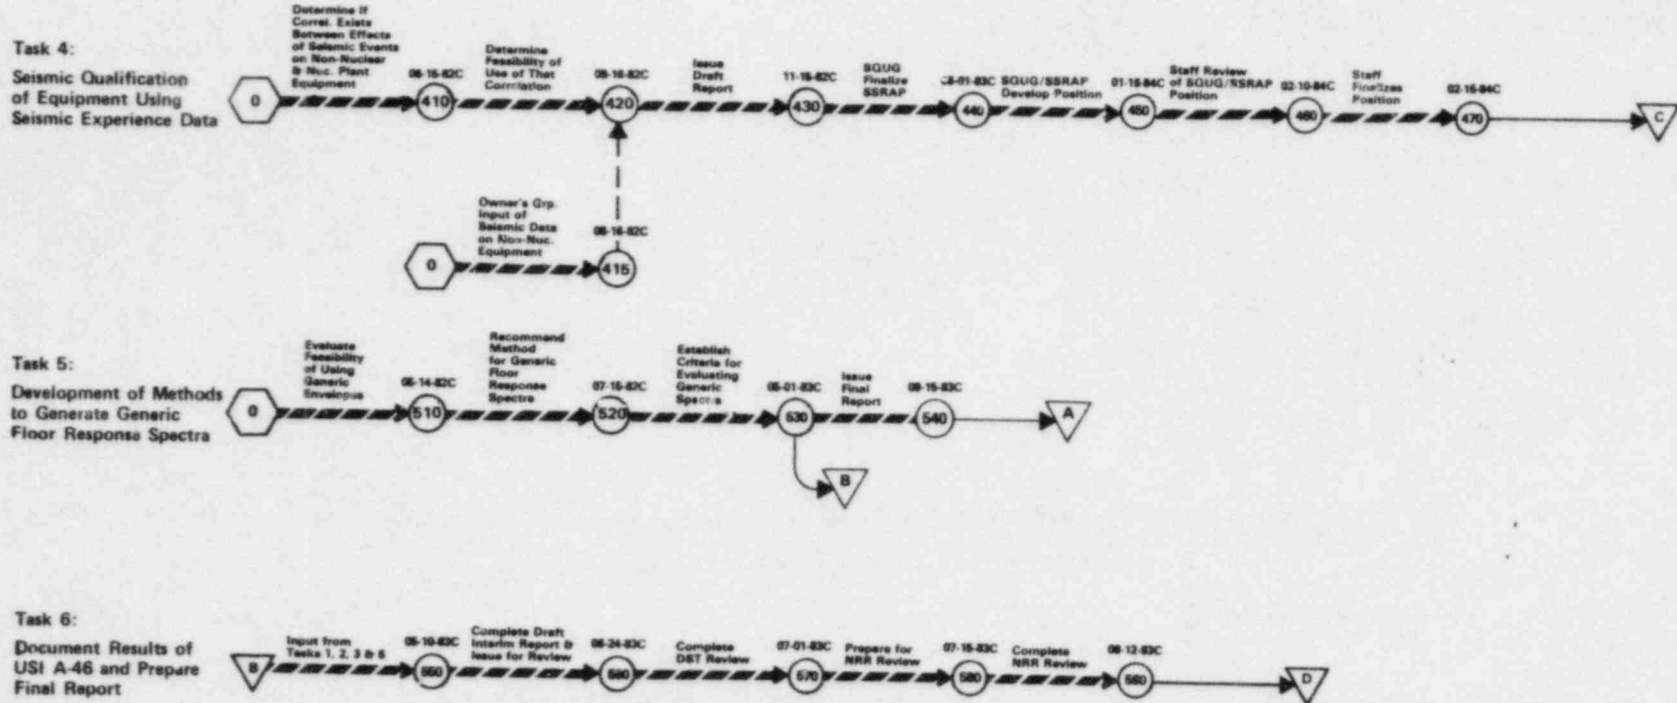 Task 4:
Seismic Qualification
of Equipment Using
Seismic Experience Data
0
Determine If
Correl. Exists
Between Effects
of Seismic Events
on Non-Nuclear
& Nuc. Plant
Equipment
410
Determine
Feasibility of
Use of That
Correlation
420
Issue
Draft
Report
11-15-82C
430
SQUG
Finalize
SSRAP
440
SQUG/SSRAP
Develop Position
01-15-84C
450
Staff Review
of SQUG/SSRAP
Position
02-10-84C
460
Staff
Finalizes
Position
02-15-84C
470
C
0
Owner's Grp.
Input of
Seismic Data
on Non-Nuc.
Equipment
415
Task 5:
Development of Methods
to Generate Generic
Floor Response Spectra
0
Evaluate
Feasibility
of Using
Generic
Envelopes
510
Recommend
Method
for Generic
Floor
Response
Spectra
07-15-82C
520
Establish
Criteria for
Evaluating
Generic
Spectra
530
Issue
Final
Report
540
A
B
Task 6:
Document Results of
USI A-46 and Prepare
Final Report
B
Input from
Tasks 1, 2, 3 & 5
Complete Draft
Interim Report &
Issue for Review
Complete
DST Review
07-01-83C
570
Prepare for
NRR Review
07-15-83C
580
Complete
NRR Review
D